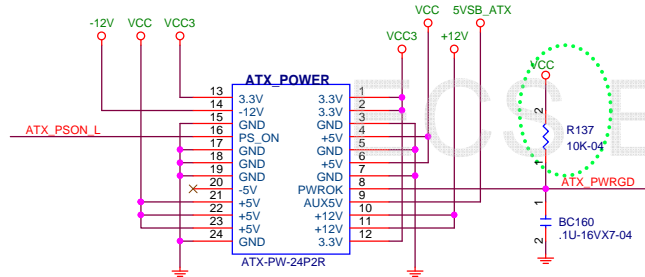 -12V VCC VCC3 VCC3 VCC 5VSB_ATX +12V VCC
ATX_POWER
13 3.3V 3.3V 1
14 -12V 3.3V 2
15 GND GND 3
ATX_PSON_L 16 PS_ON +5V 4
17 GND GND 5
18 GND +5V 6
19 GND GND 7
20 -5V PWROK 8 ATX_PWRGD
21 +5V AUX5V 9
22 +5V +12V 10
23 +5V +12V 11
24 GND 3.3V 12
ATX-PW-24P2R
2
R137
10K-04
1
1
BC160
.1U-16VX7-04
2
ECS E